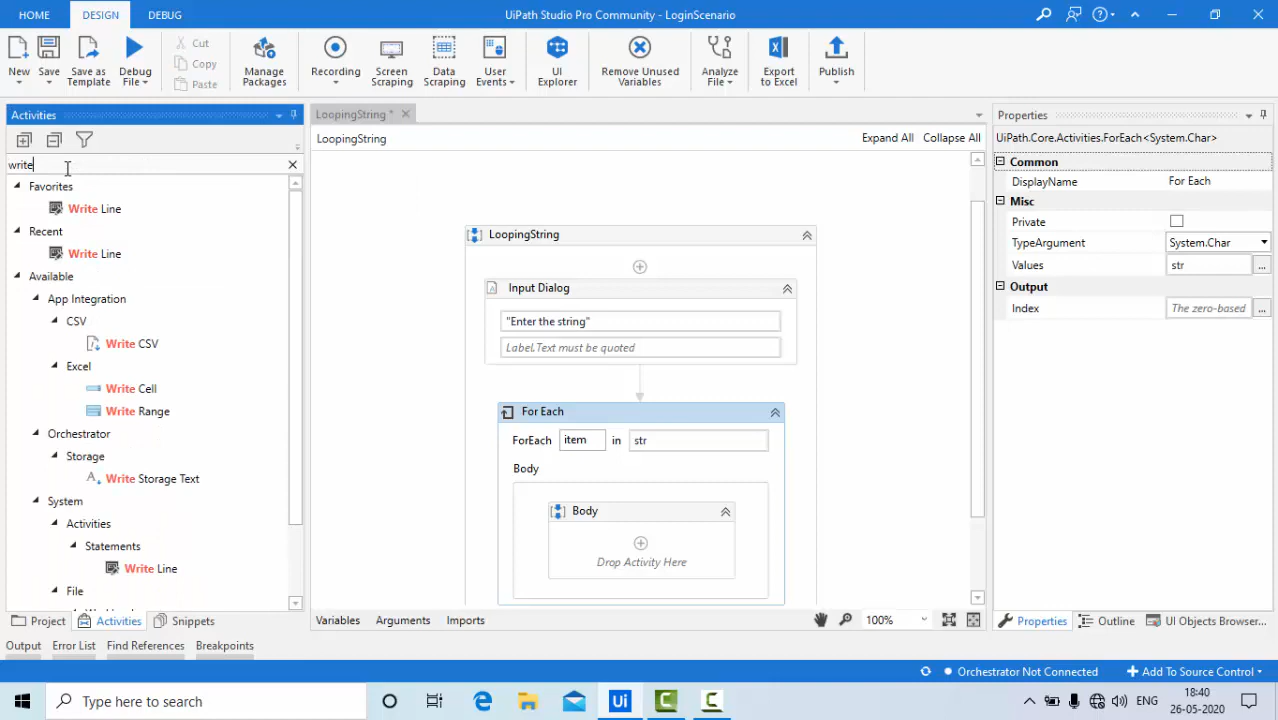 HOME DESIGN DEBUG UiPath Studio Pro Community - LoginScenario
New Save Save as Template Debug File Cut Copy Paste Manage Packages Recording Screen Scraping Data Scraping User Events UI Explorer Remove Unused Variables Analyze File Export to Excel Publish
Activities
write
Favorites
Write Line
Recent
Write Line
Available
App Integration
CSV
Write CSV
Excel
Write Cell
Write Range
Orchestrator
Storage
Write Storage Text
System
Activities
Statements
Write Line
File
Project Activities Snippets
LoopingString *
LoopingString Expand All Collapse All
LoopingString
Input Dialog
"Enter the string"
Label.Text must be quoted
For Each
ForEach item in str
Body
Body
Drop Activity Here
Variables Arguments Imports 100%
Properties
UiPath.Core.Activities.ForEach<System.Char>
Common
DisplayName For Each
Misc
Private
TypeArgument System.Char
Values str ...
Output
Index The zero-based ...
Properties Outline UI Objects Browser...
Output Error List Find References Breakpoints
Orchestrator Not Connected Add To Source Control
Type here to search
Ui
ENG
18:40
26-05-2020